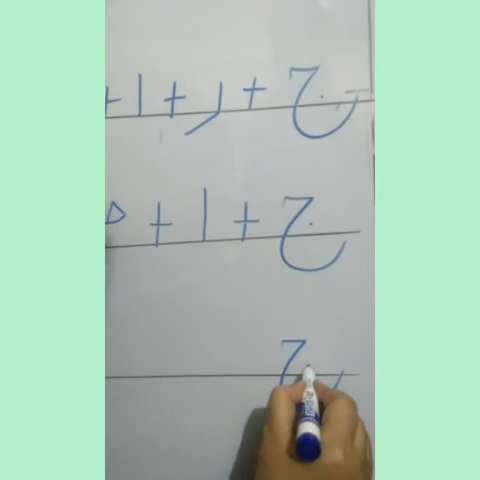 ج + ر + ا +
ج + ا +
ج